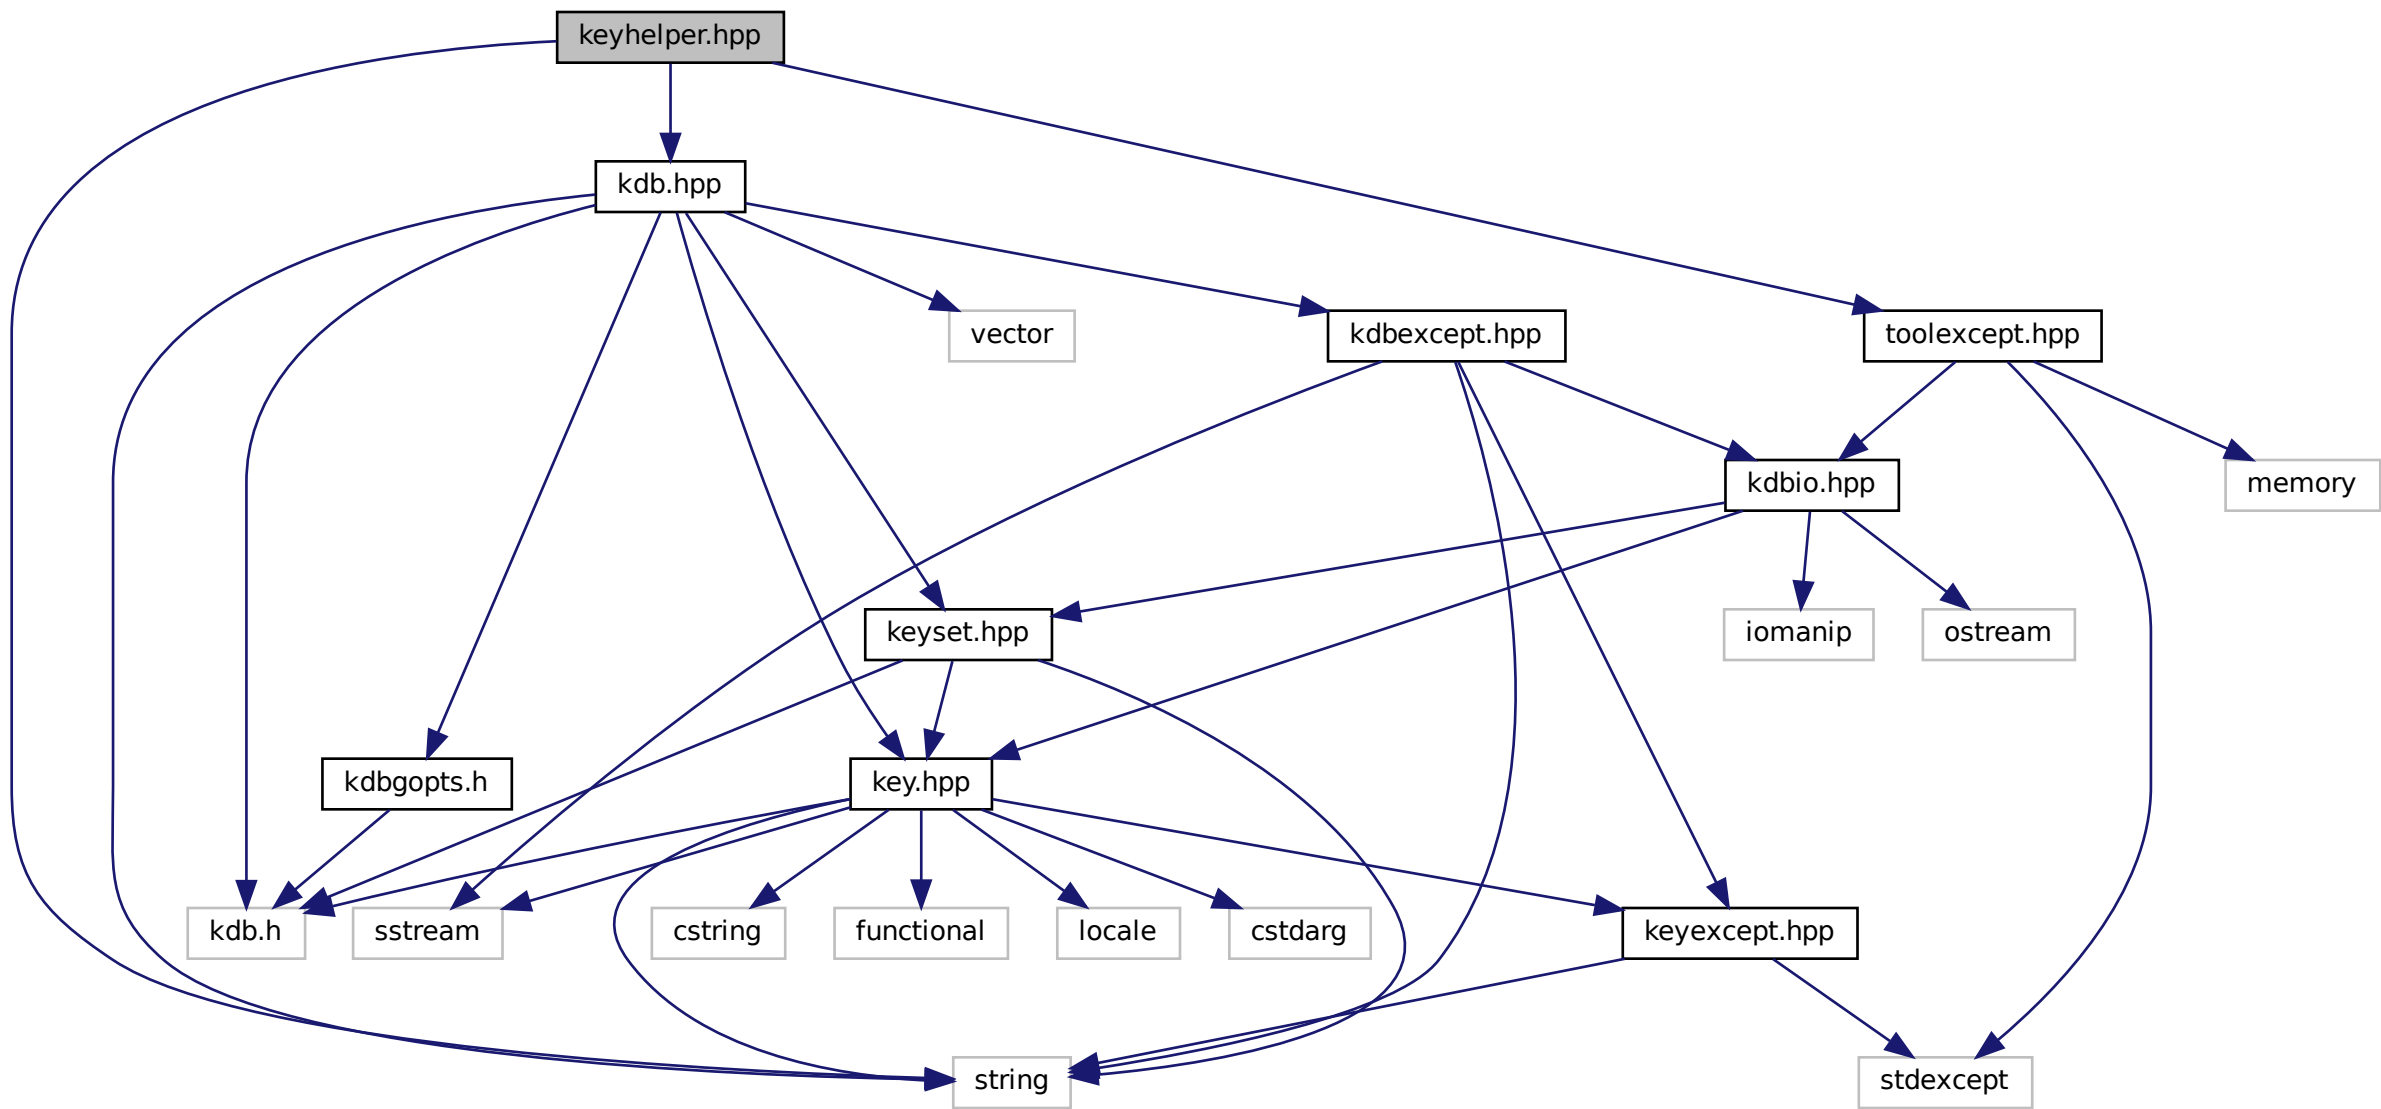 keyhelper.hpp
kdb.hpp
vector
kdbexcept.hpp
toolexcept.hpp
kdbio.hpp
memory
keyset.hpp
iomanip
ostream
kdbgopts.h
key.hpp
kdb.h
sstream
cstring
functional
locale
cstdarg
keyexcept.hpp
string
stdexcept